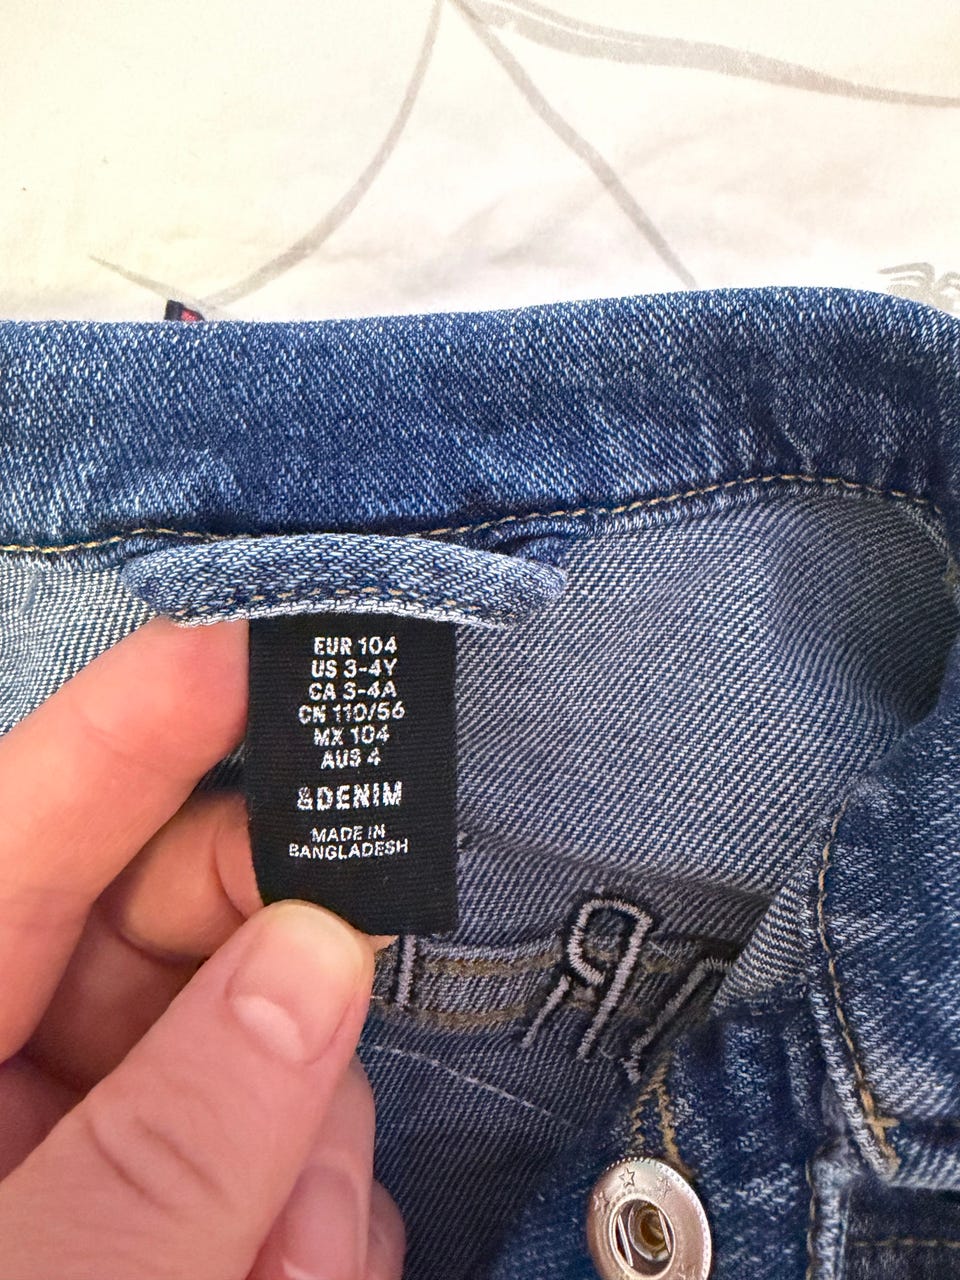 EUR 104
US 3-4Y
CA 3-4A
CN 110/56
MX 104
AUS 4
&DENIM
MADE IN
BANGLADESH